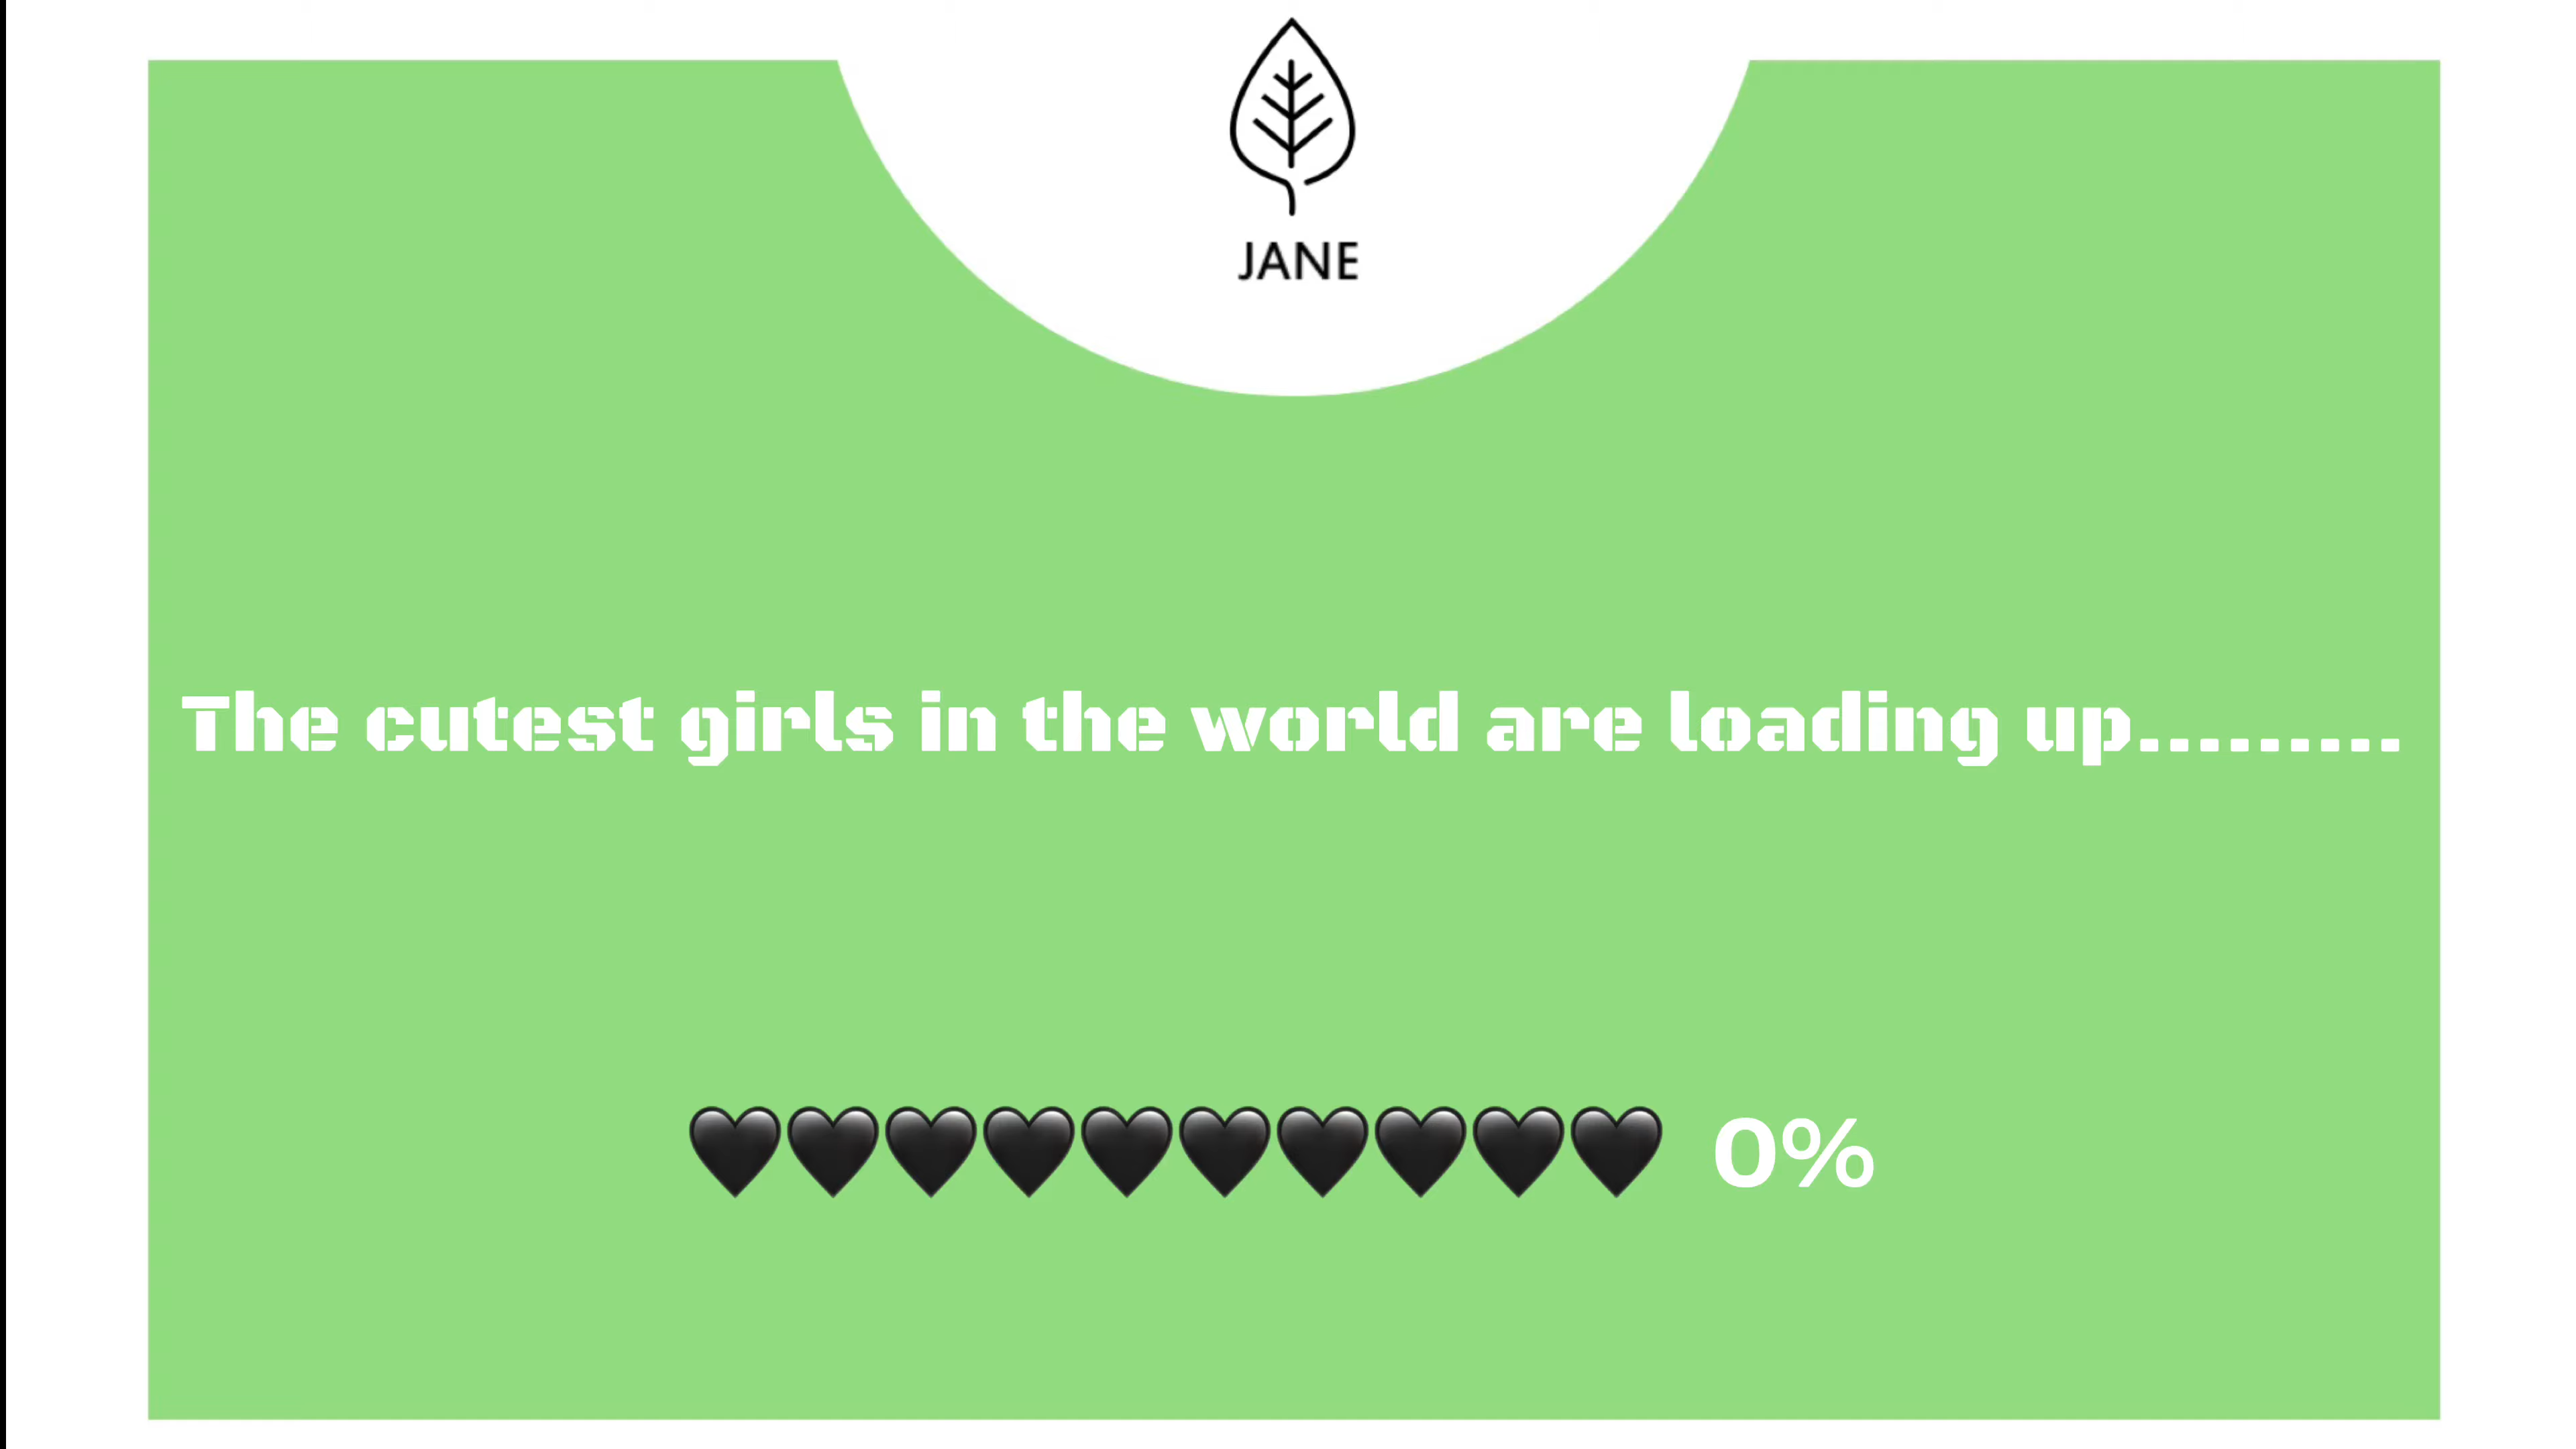 JANE
The cutest girls in the world are loading up.........
🖤🖤🖤🖤🖤🖤🖤🖤🖤🖤 0%